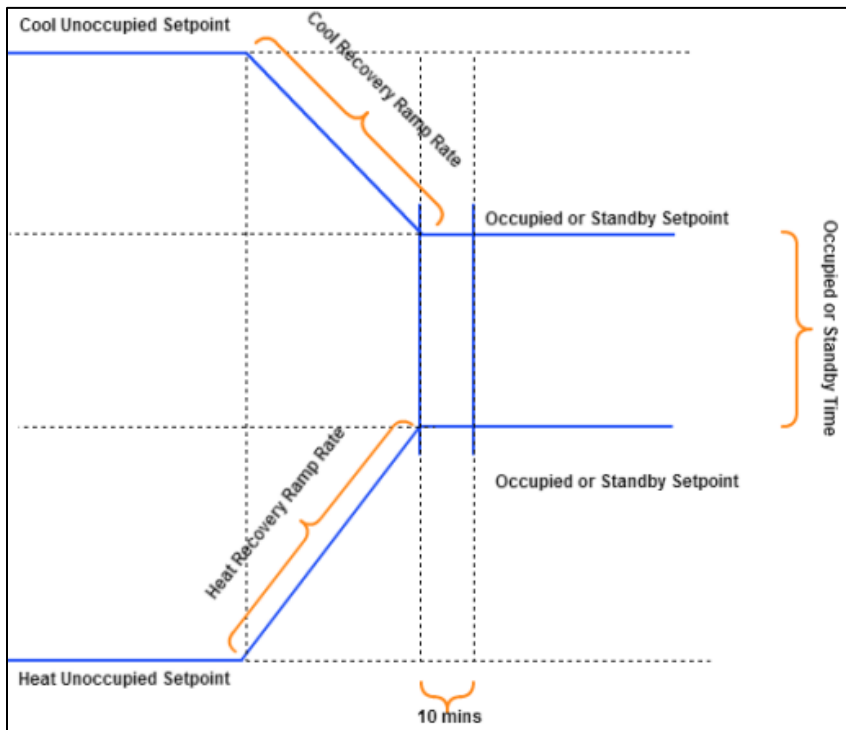 Cool Unoccupied Setpoint
Cool Recovery Ramp Rate
Occupied or Standby Setpoint
Occupied or Standby Time
Heat Recovery Ramp Rate
Occupied or Standby Setpoint
Heat Unoccupied Setpoint
10 mins